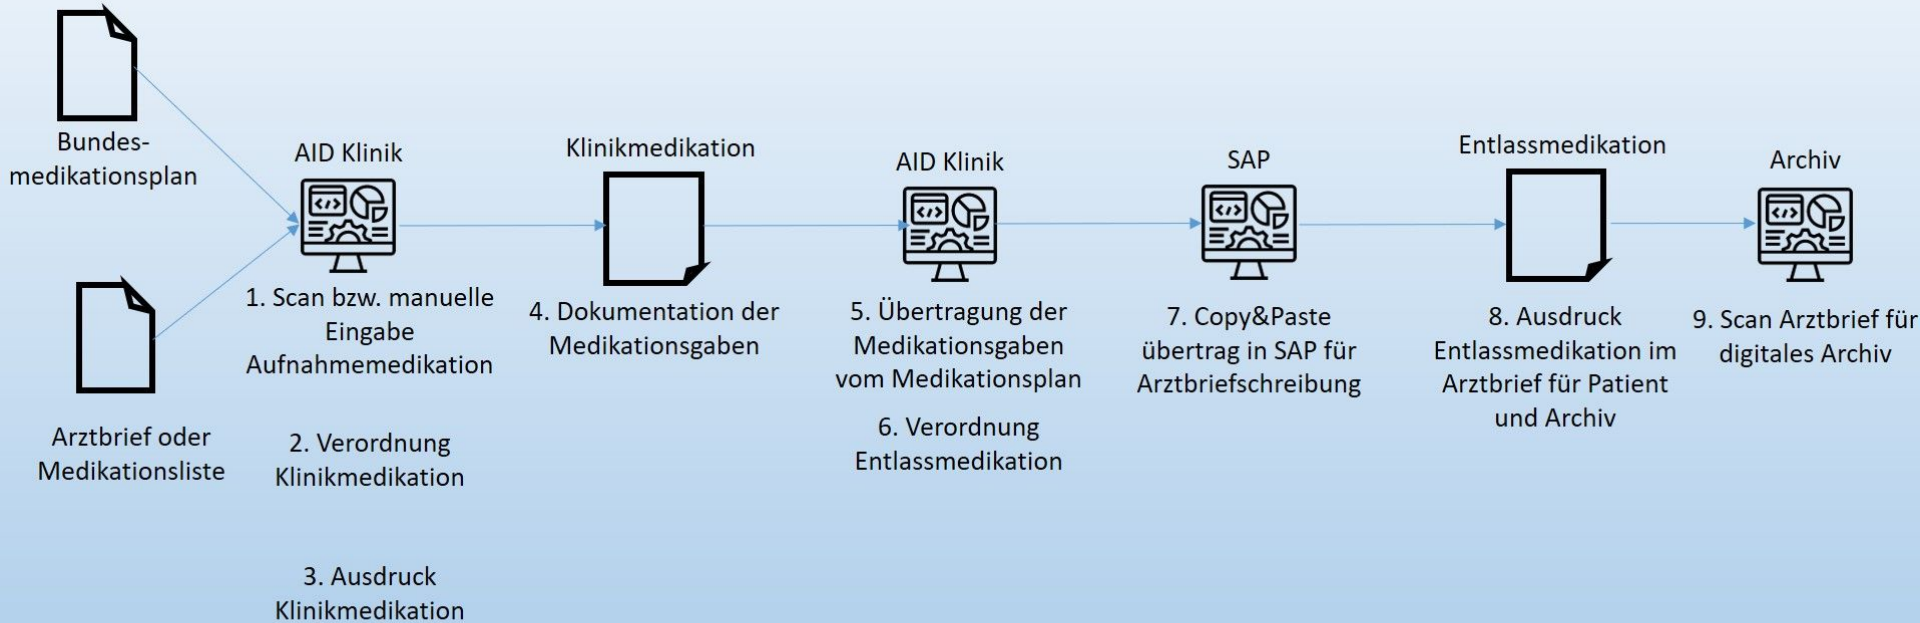 Bundes-
medikationsplan
Arztbrief oder
Medikationsliste
AID Klinik
1. Scan bzw. manuelle
Eingabe
Aufnahmemedikation
2. Verordnung
Klinikmedikation
3. Ausdruck
Klinikmedikation
Klinikmedikation
4. Dokumentation der
Medikationsgaben
AID Klinik
5. Übertragung der
Medikationsgaben
vom Medikationsplan
6. Verordnung
Entlassmedikation
SAP
7. Copy&Paste
übertrag in SAP für
Arztbriefschreibung
Entlassmedikation
8. Ausdruck
Entlassmedikation im
Arztbrief für Patient
und Archiv
Archiv
9. Scan Arztbrief für
digitales Archiv